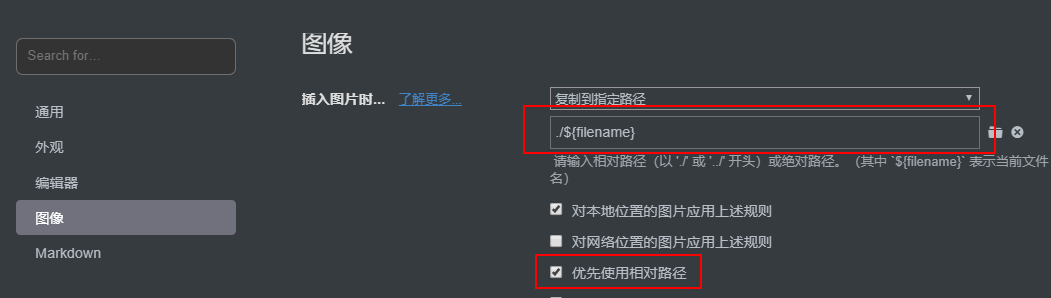 Search for...
通用
外观
编辑器
图像
Markdown
图像
插入图片时... 了解更多... 复制到指定路径
./${filename}
请输入相对路径（以 './' 或 '../' 开头）或绝对路径。（其中 `${filename}` 表示当前文件
名）
对本地位置的图片应用上述规则
对网络位置的图片应用上述规则
优先使用相对路径